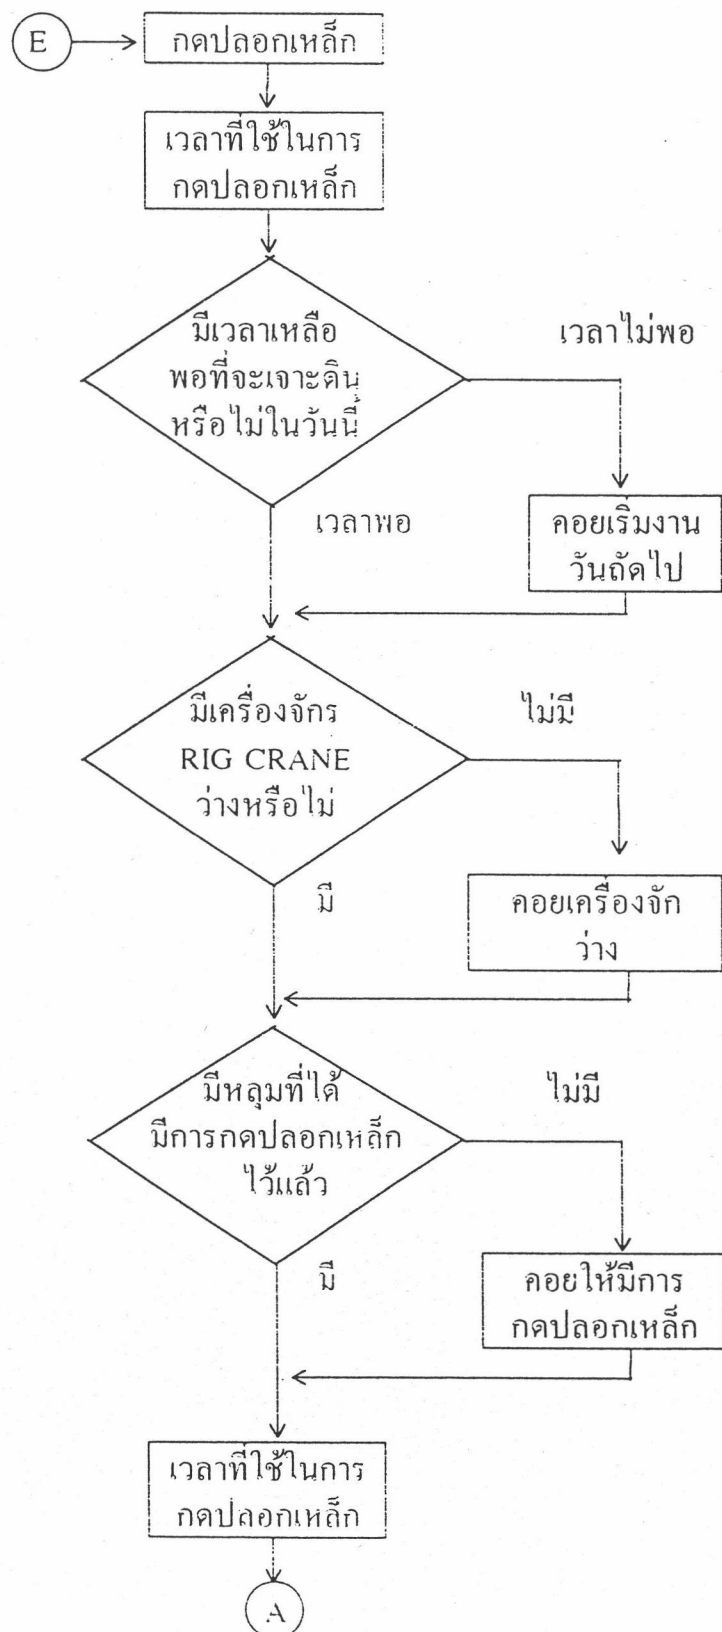 E
กดปลอกเหล็ก
เวลาที่ใช้ในการ
กดปลอกเหล็ก
มีเวลาเหลือ
พอที่จะเจาะดิน
หรือไม่ในวันนี้
เวลาไม่พอ
เวลาพอ
คอยเริ่มงาน
วันถัดไป
มีเครื่องจักร
RIG CRANE
ว่างหรือไม่
ไม่มี
มี
คอยเครื่องจัก
ว่าง
มีหลุมที่ได้
มีการกดปลอกเหล็ก
ไว้แล้ว
ไม่มี
มี
คอยให้มีการ
กดปลอกเหล็ก
เวลาที่ใช้ในการ
กดปลอกเหล็ก
A